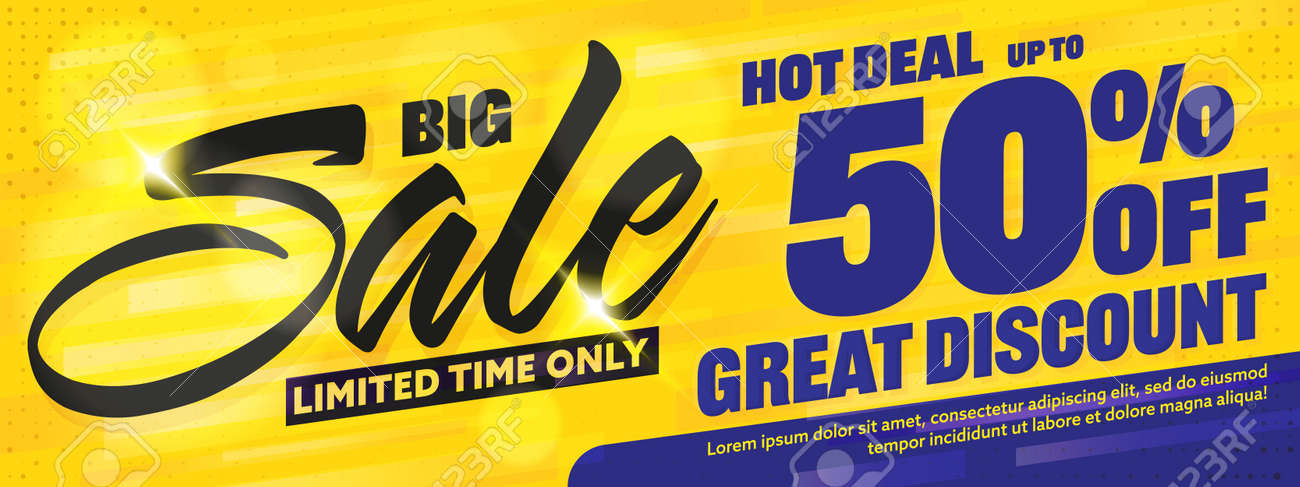 BIG
Sale
LIMITED TIME ONLY
HOT DEAL UP TO
50% OFF
GREAT DISCOUNT
Lorem ipsum dolor sit amet, consectetur adipiscing elit, sed do eiusmod
tempor incididunt ut labore et dolore magna aliqua!
123RF